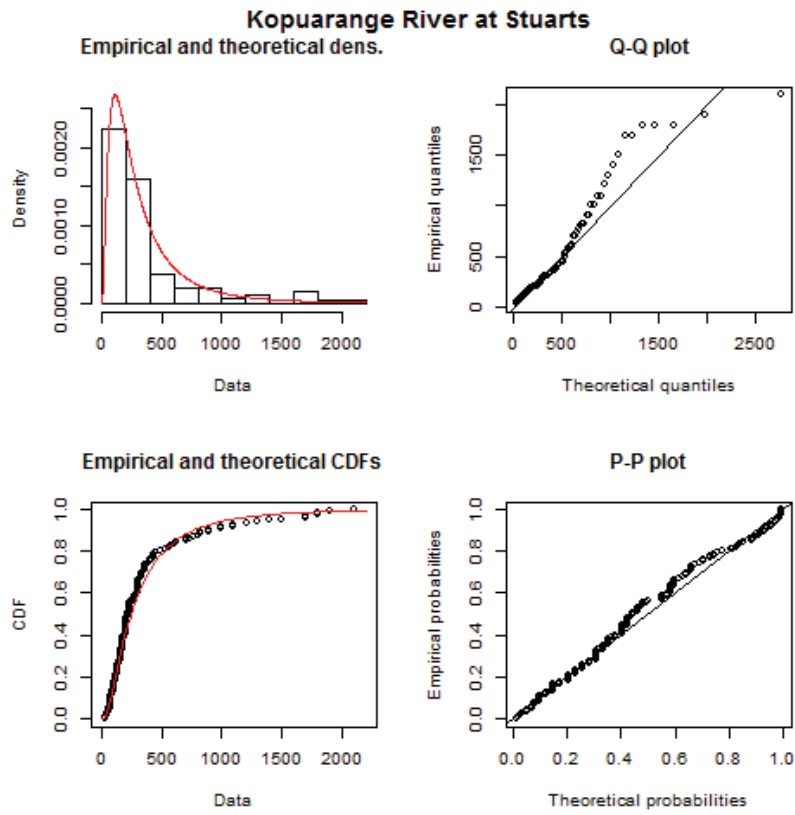 Kopuarange River at Stuarts
Empirical and theoretical dens.
Density
0.0000 0.0010 0.0020
0 500 1000 1500 2000
Data
Q-Q plot
Empirical quantiles
0 500 1500
0 500 1500 2500
Theoretical quantiles
Empirical and theoretical CDFs
CDF
0.0 0.2 0.4 0.6 0.8 1.0
0 500 1000 1500 2000
Data
P-P plot
Empirical probabilities
0.0 0.2 0.4 0.6 0.8 1.0
0.0 0.2 0.4 0.6 0.8 1.0
Theoretical probabilities